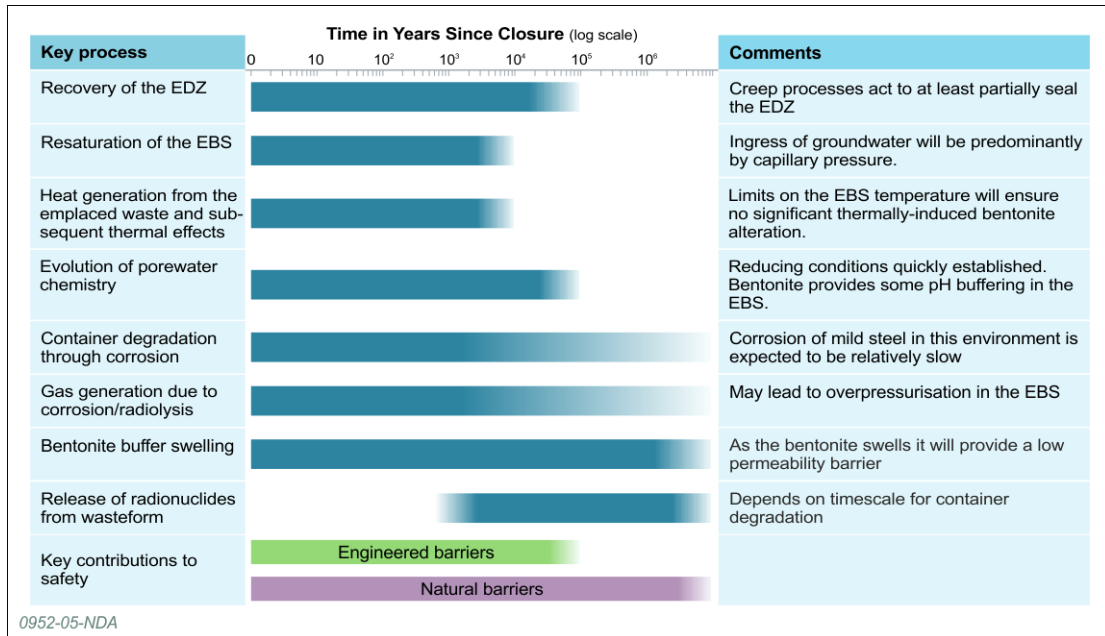 Time in Years Since Closure (log scale)
Key process
0 10 10² 10³ 10⁴ 10⁵ 10⁶
Comments
Recovery of the EDZ
Creep processes act to at least partially seal
the EDZ
Resaturation of the EBS
Ingress of groundwater will be predominantly
by capillary pressure.
Heat generation from the
emplaced waste and sub-
sequent thermal effects
Limits on the EBS temperature will ensure
no significant thermally-induced bentonite
alteration.
Evolution of porewater
chemistry
Reducing conditions quickly established.
Bentonite provides some pH buffering in the
EBS.
Container degradation
through corrosion
Corrosion of mild steel in this environment is
expected to be relatively slow
Gas generation due to
corrosion/radiolysis
May lead to overpressurisation in the EBS
Bentonite buffer swelling
As the bentonite swells it will provide a low
permeability barrier
Release of radionuclides
from wasteform
Depends on timescale for container
degradation
Key contributions to
safety
Engineered barriers
Natural barriers
0952-05-NDA